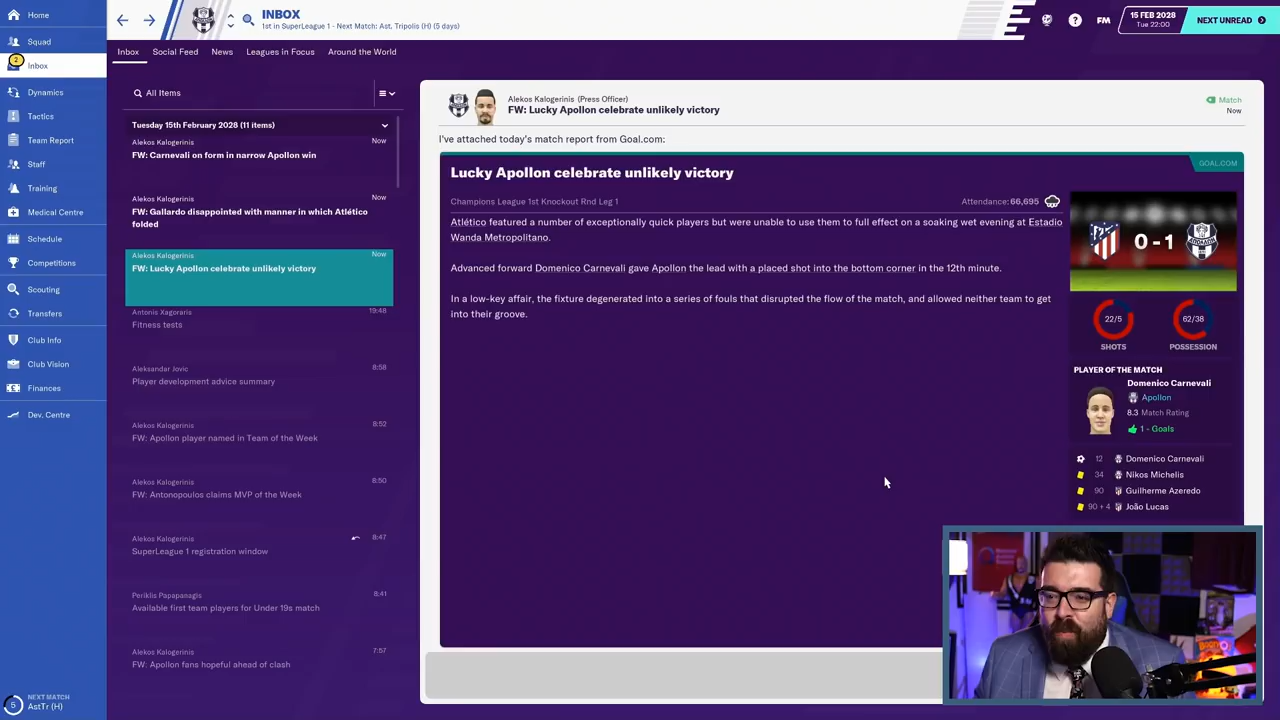 Home
Squad
2
Inbox
Dynamics
Tactics
Team Report
Staff
Training
Medical Centre
Schedule
Competitions
Scouting
Transfers
Club Info
Club Vision
Finances
Dev. Centre
5
NEXT MATCH
AstTr (H)
INBOX
1st in SuperLeague 1 - Next Match: Ast. Tripolis (H) (5 days)
?
FM
15 FEB 2028
Tue 22:00
NEXT UNREAD
Inbox
Social Feed
News
Leagues in Focus
Around the World
All Items
Tuesday 15th February 2028 (11 items)
Alekos Kalogerinis
Now
FW: Carnevali on form in narrow Apollon win
Alekos Kalogerinis
Now
FW: Gallardo disappointed with manner in which Atlético
folded
Alekos Kalogerinis
Now
FW: Lucky Apollon celebrate unlikely victory
Antonis Xagoraris
19:48
Fitness tests
Aleksandar Jovic
8:58
Player development advice summary
Alekos Kalogerinis
8:52
FW: Apollon player named in Team of the Week
Alekos Kalogerinis
8:50
FW: Antonopoulos claims MVP of the Week
Alekos Kalogerinis
8:47
SuperLeague 1 registration window
Periklis Papapanagis
8:41
Available first team players for Under 19s match
Alekos Kalogerinis
7:57
FW: Apollon fans hopeful ahead of clash
Alekos Kalogerinis (Press Officer)
FW: Lucky Apollon celebrate unlikely victory
Match
Now
I've attached today's match report from Goal.com:
GOAL.COM
Lucky Apollon celebrate unlikely victory
Champions League 1st Knockout Rnd Leg 1
Attendance: 66,695
Atlético featured a number of exceptionally quick players but were unable to use them to full effect on a soaking wet evening at Estadio
Wanda Metropolitano.
Advanced forward Domenico Carnevali gave Apollon the lead with a placed shot into the bottom corner in the 12th minute.
In a low-key affair, the fixture degenerated into a series of fouls that disrupted the flow of the match, and allowed neither team to get
into their groove.
0 - 1
22/5
SHOTS
62/38
POSSESSION
PLAYER OF THE MATCH
Domenico Carnevali
Apollon
8.3 Match Rating
1 - Goals
12 Domenico Carnevali
34 Nikos Michelis
90 Guilherme Azeredo
90 + 4 João Lucas